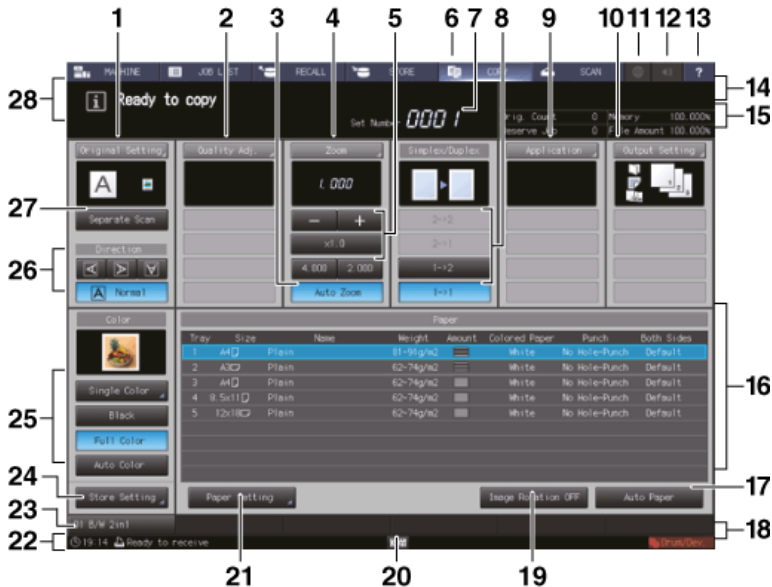 1 2 3 4 5 6 7 8 9 10 11 12 13
MACHINE JOB LIST RECALL STORE COPY SCAN ?
28 14
Ready to copy
Set Number 0001
Orig. Count 0 Memory 100.000%
Reserve Job 0 File Amount 100.000%
15
Original Setting Quality Adj. Zoom Simplex/Duplex Application Output Setting
A 1.000 1 2 3
27
Separate Scan - + 2->2
Direction x1.0 2->1
26
4.000 2.000 1->2
A Normal Auto Zoom 1->1
Color Paper
Tray Size Name Weight Amount Colored Paper Punch Both Sides
1 A4 Plain 81-91g/m2 White No Hole-Punch Default
2 A3 Plain 62-74g/m2 White No Hole-Punch Default
3 A4 Plain 62-74g/m2 White No Hole-Punch Default
4 8.5x11 Plain 62-74g/m2 White No Hole-Punch Default
5 12x18 Plain 62-74g/m2 White No Hole-Punch Default
16
Single Color
25
Black
Full Color
Auto Color
24 17
Store Setting Paper Setting Image Rotation OFF Auto Paper
23 18
01 B/W 2in1
22
19:14 Ready to receive Drum/Dev.
21 20 19